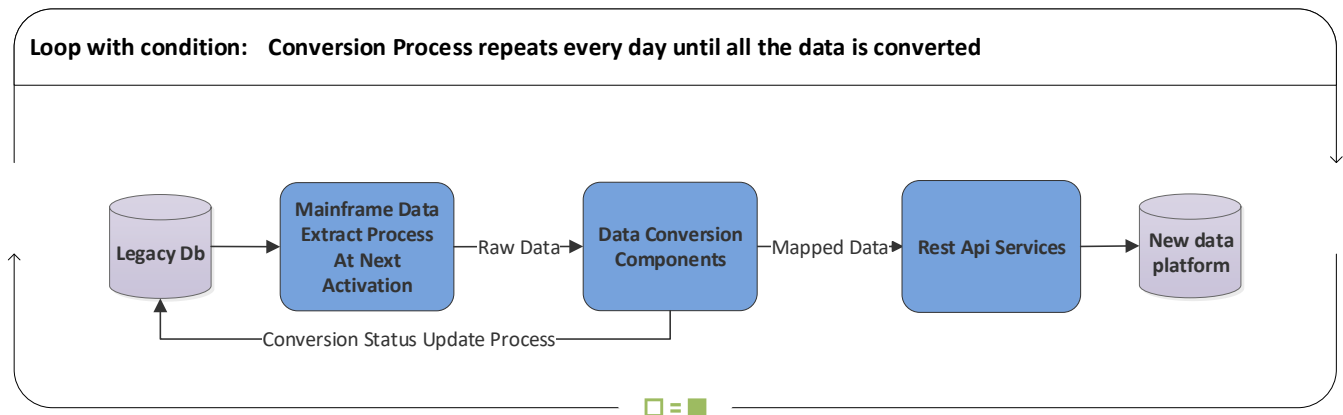 Loop with condition: Conversion Process repeats every day until all the data is converted
Legacy Db
Mainframe Data
Extract Process
At Next
Activation
Raw Data
Data Conversion
Components
Mapped Data
Rest Api Services
New data
platform
Conversion Status Update Process
=